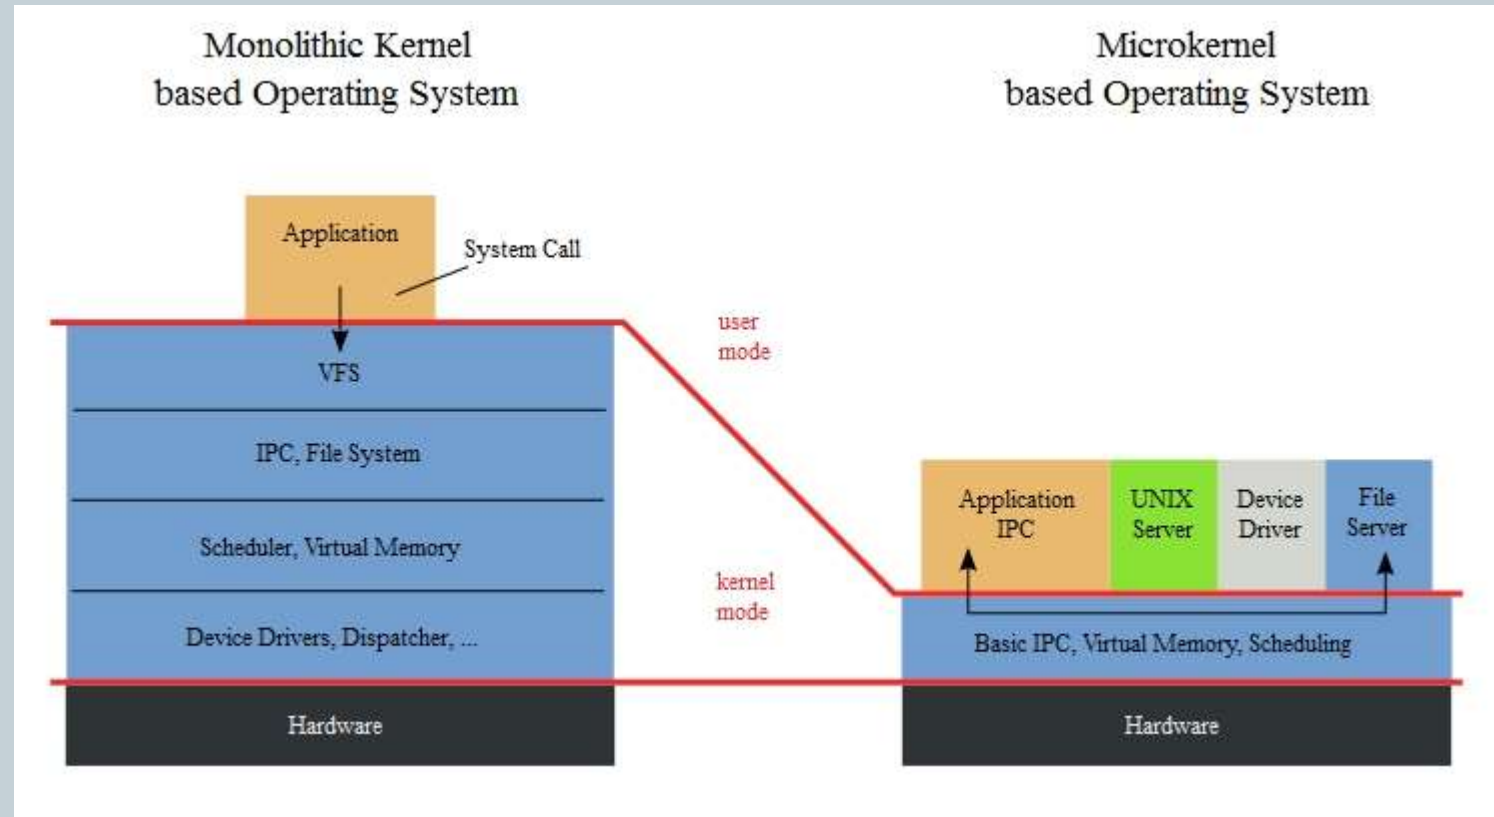 Monolithic Kernel
based Operating System
Microkernel
based Operating System
Application
System Call
user
mode
VFS
IPC, File System
Scheduler, Virtual Memory
Device Drivers, Dispatcher, ...
Hardware
kernel
mode
Application
IPC
UNIX
Server
Device
Driver
File
Server
Basic IPC, Virtual Memory, Scheduling
Hardware